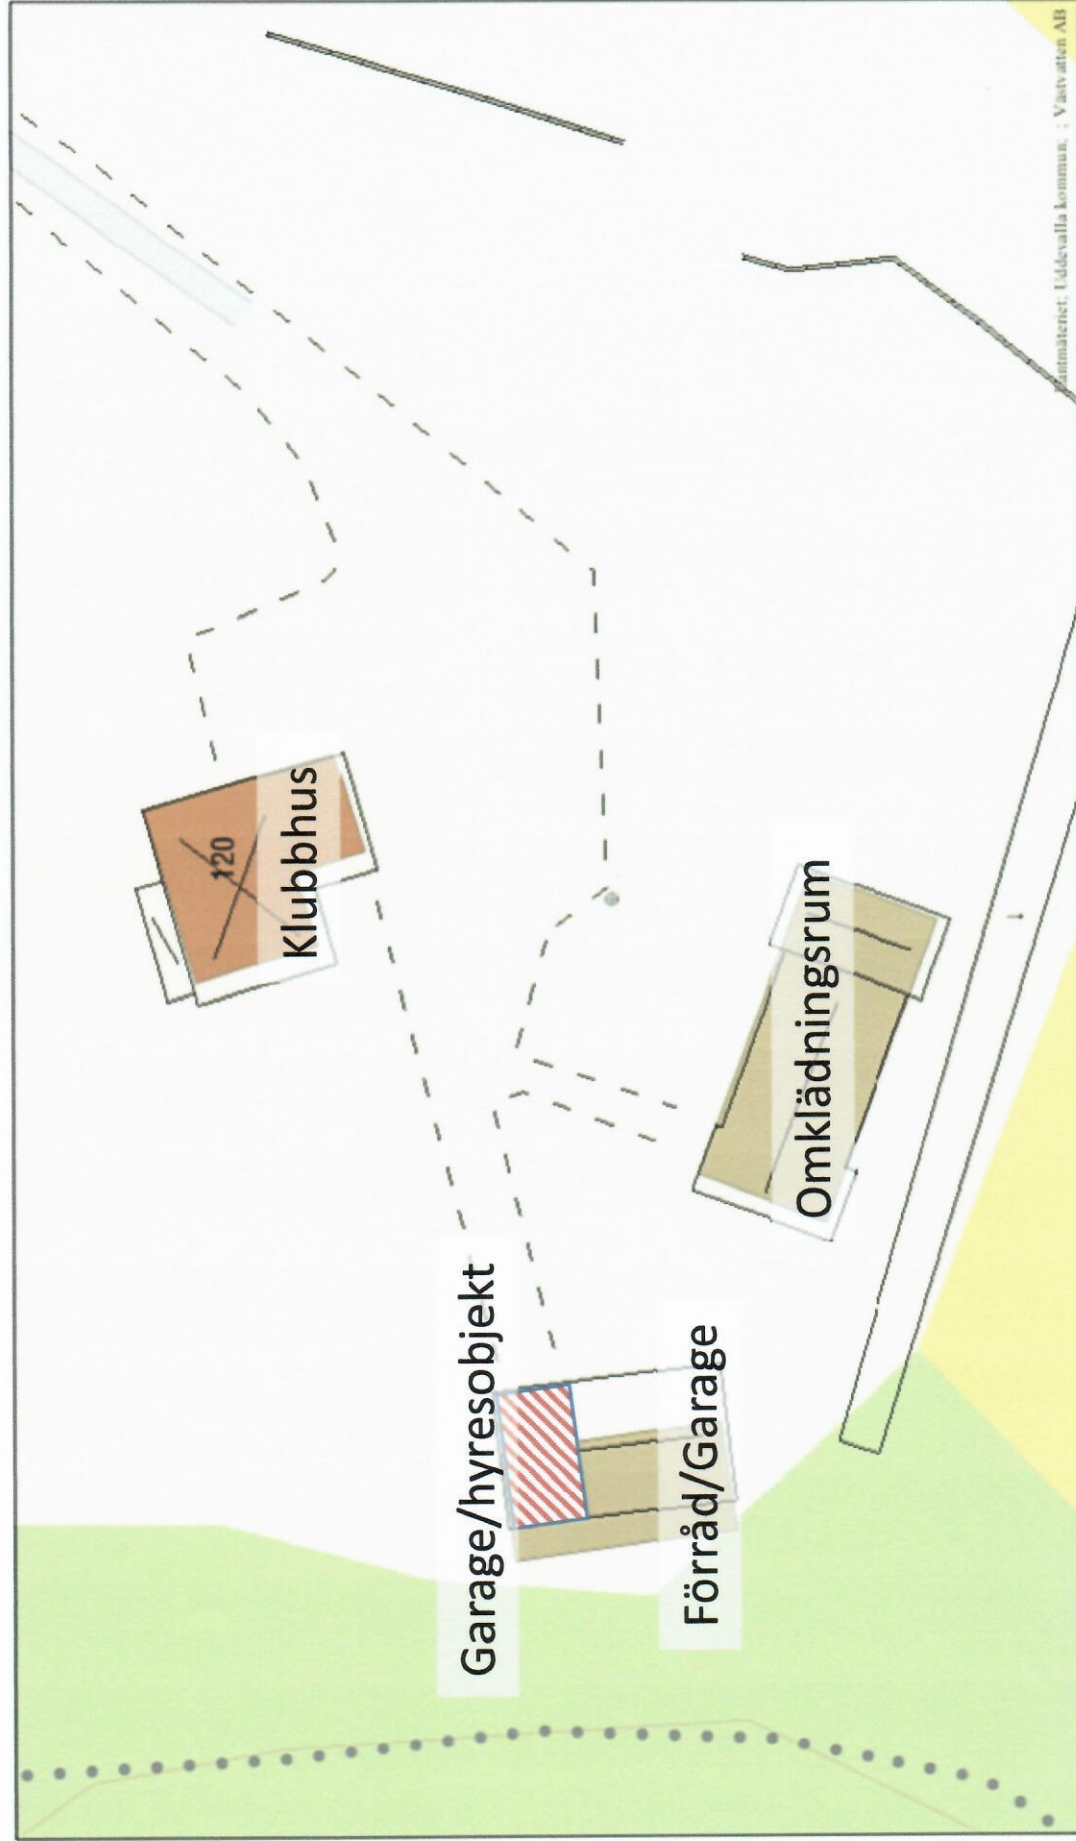 Klubbhus
120
Garage/hyresobjekt
Förråd/Garage
Omklädningsrum
Lantmäteriet; Uddevalla kommun; ; Västvatten AB